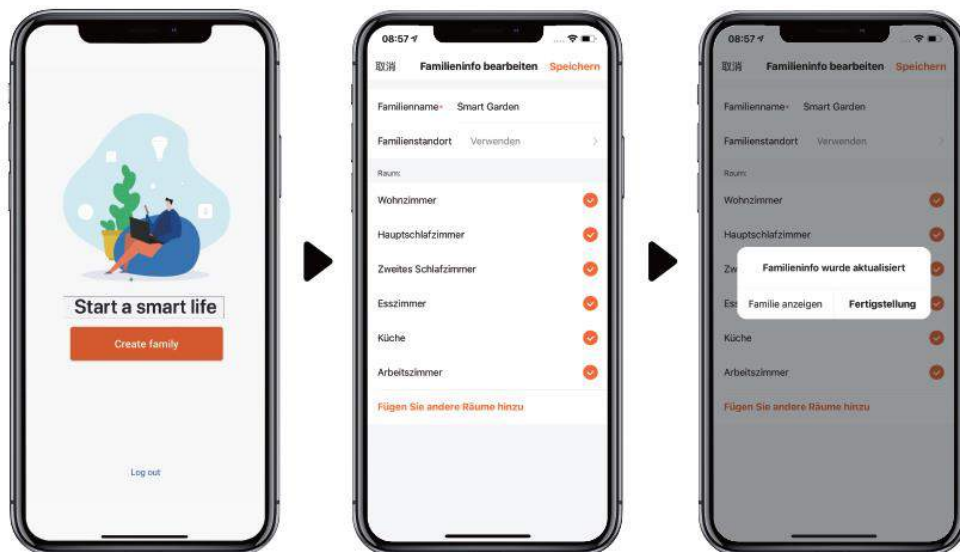 Start a smart life
Create family
Log out
08:57
取消 Familieninfo bearbeiten Speichern
Familienname* Smart Garden
Familienstandort Verwenden
Raum:
Wohnzimmer
Hauptschlafzimmer
Zweites Schlafzimmer
Esszimmer
Küche
Arbeitszimmer
Fügen Sie andere Räume hinzu
08:57
取消 Familieninfo bearbeiten Speichern
Familienname* Smart Garden
Familienstandort Verwenden
Raum:
Wohnzimmer
Hauptschlafzimmer
Zw
Familieninfo wurde aktualisiert
Ess
Familie anzeigen Fertigstellung
Küche
Arbeitszimmer
Fügen Sie andere Räume hinzu